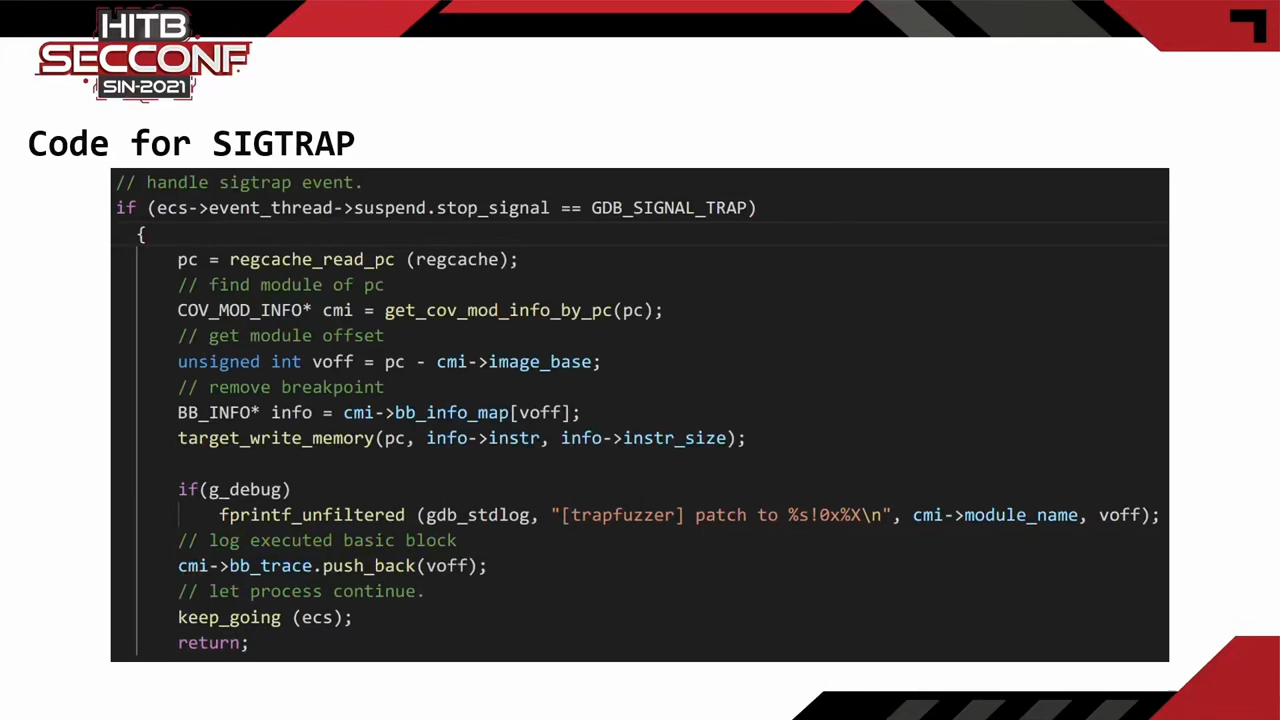 HITB
SECCONF
SIN-2021
Code for SIGTRAP
// handle sigtrap event.
if (ecs->event_thread->suspend.stop_signal == GDB_SIGNAL_TRAP)
{
pc = regcache_read_pc (regcache);
// find module of pc
COV_MOD_INFO* cmi = get_cov_mod_info_by_pc(pc);
// get module offset
unsigned int voff = pc - cmi->image_base;
// remove breakpoint
BB_INFO* info = cmi->bb_info_map[voff];
target_write_memory(pc, info->instr, info->instr_size);
if(g_debug)
fprintf_unfiltered (gdb_stdlog, "[trapfuzzer] patch to %s!0x%X\n", cmi->module_name, voff);
// log executed basic block
cmi->bb_trace.push_back(voff);
// let process continue.
keep_going (ecs);
return;